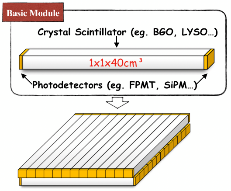 Basic Module
Crystal Scintillator (eg. BGO, LYSO…)
1x1x40cm³
Photodetectors (eg. FPMT, SiPM…)